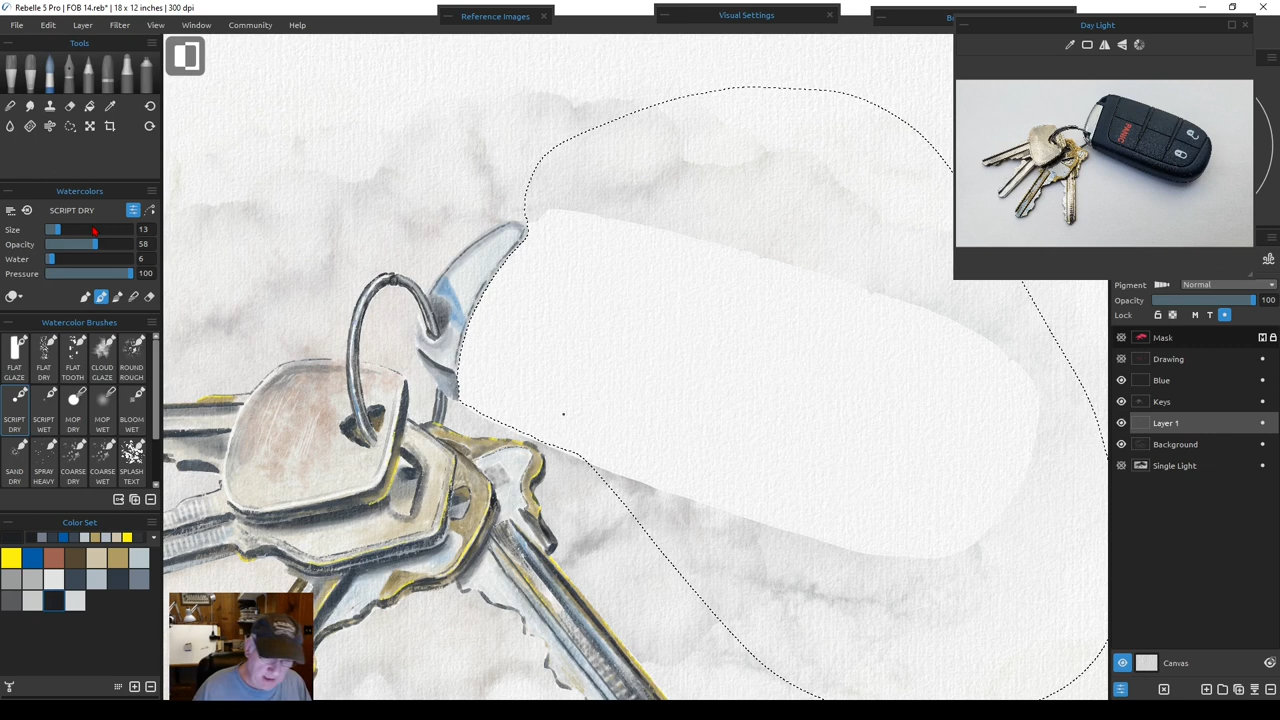 Rebelle 5 Pro | FOB 14.reb* | 18 x 12 inches | 300 dpi
File Edit Layer Filter View Window Community Help
Reference Images
Visual Settings
Day Light
PANIC
Tools
Watercolors
SCRIPT DRY
Size 13
Opacity 58
Water 6
Pressure 100
Watercolor Brushes
FLAT GLAZE
FLAT DRY
FLAT TOOTH
CLOUD GLAZE
ROUND ROUGH
SCRIPT DRY
SCRIPT WET
MOP DRY
MOP WET
BLOOM WET
SAND DRY
SPRAY HEAVY
COARSE DRY
COARSE WET
SPLASH TEXT
Color Set
Pigment Normal
Opacity 100
Lock M T
Mask
Drawing
Blue
Keys
Layer 1
Background
Single Light
Canvas